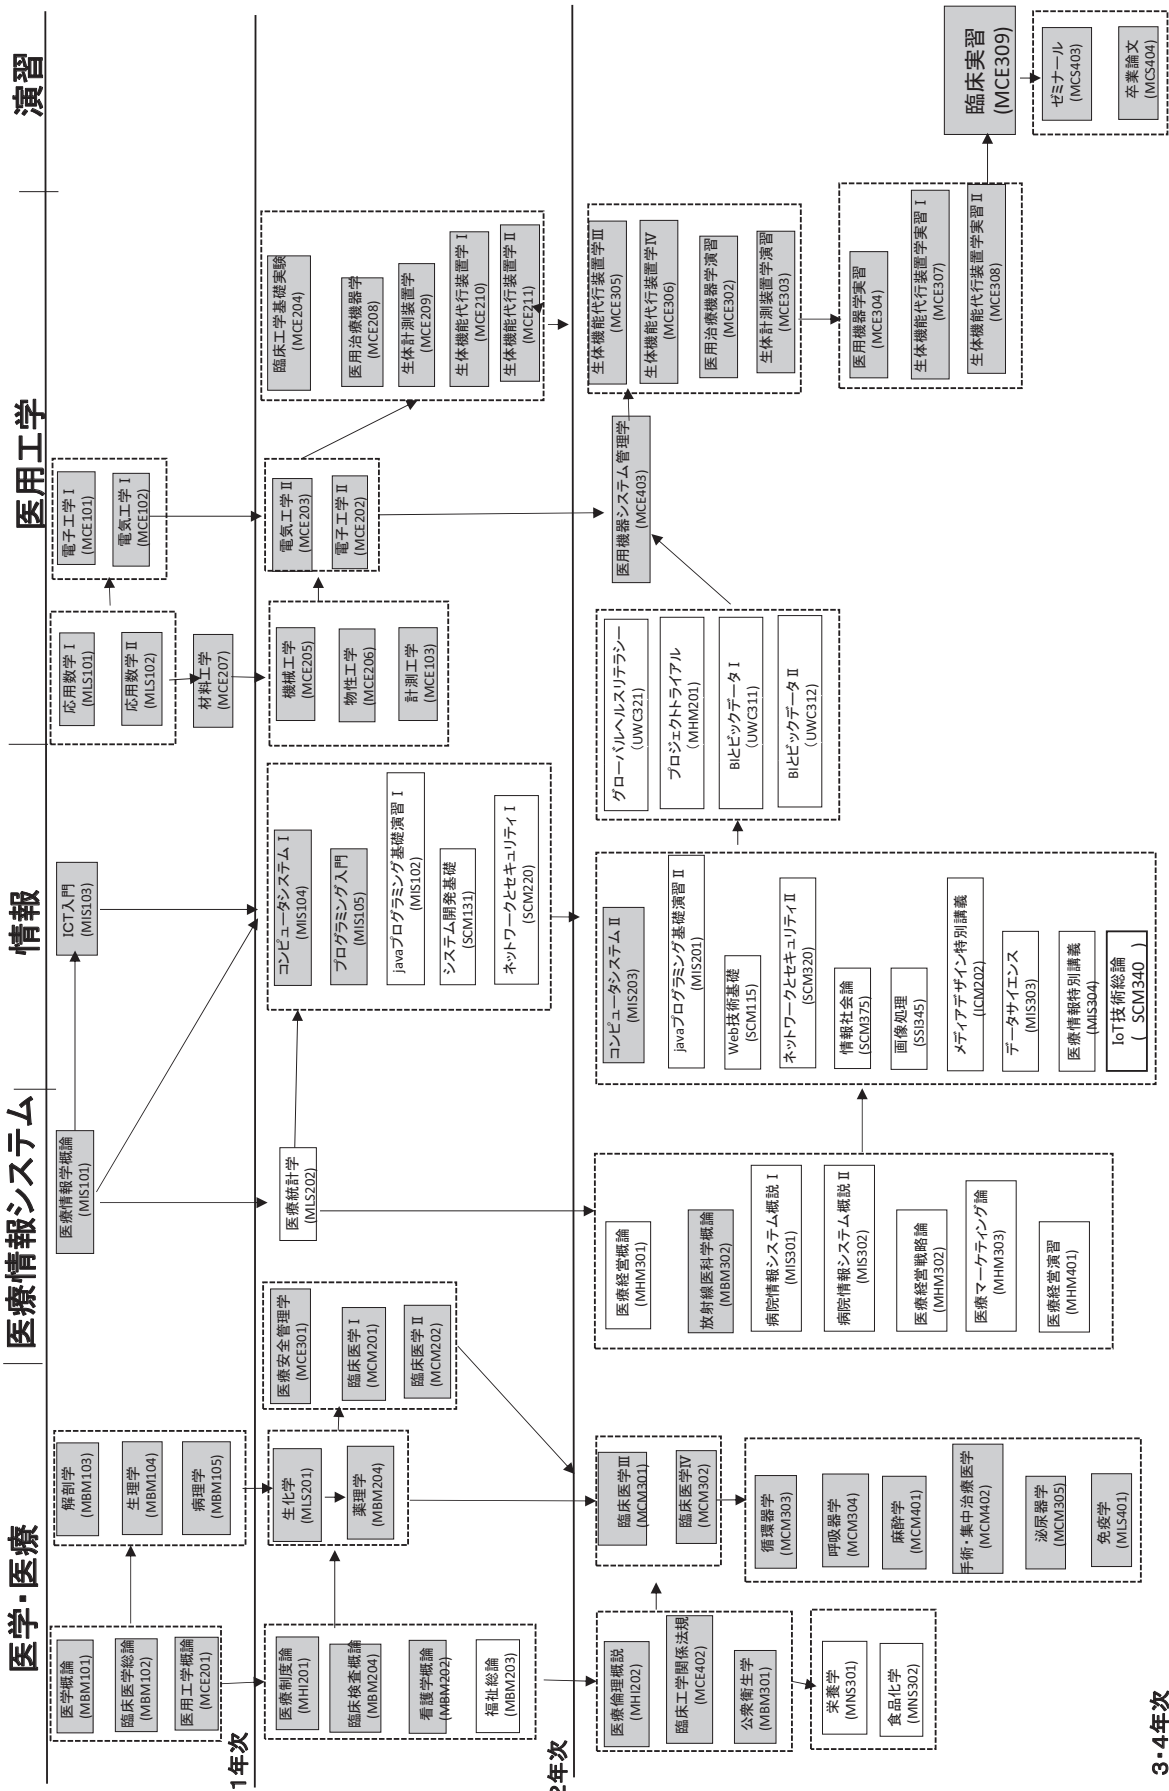 医学・医療
医療情報システム
情報
医用工学
演習
医学概論
(MBM101)
臨床医学総論
(MBM102)
医用工学概論
(MCE201)
解剖学
(MBM103)
生理学
(MBM104)
病理学
(MBM105)
医療情報学概論
(MIS101)
ICT入門
(MIS103)
応用数学Ⅰ
(MLS101)
応用数学Ⅱ
(MLS102)
材料工学
(MCE207)
電子工学Ⅰ
(MCE101)
電気工学Ⅰ
(MCE102)
1年次
医療制度論
(MHI201)
臨床検査概論
(MBM204)
看護学概論
(MBM202)
福祉総論
(MBM203)
生化学
(MLS201)
薬理学
(MBM204)
医療安全管理学
(MCE301)
臨床医学Ⅰ
(MCM201)
臨床医学Ⅱ
(MCM202)
医療統計学
(MLS202)
コンピュータシステムⅠ
(MIS104)
プログラミング入門
(MIS105)
javaプログラミング基礎演習Ⅰ
(MIS102)
システム開発基礎
(SCM131)
ネットワークとセキュリティⅠ
(SCM220)
機械工学
(MCE205)
物性工学
(MCE206)
計測工学
(MCE103)
電気工学Ⅱ
(MCE203)
電子工学Ⅱ
(MCE202)
臨床工学基礎実験
(MCE204)
医用治療機器学
(MCE208)
生体計測装置学
(MCE209)
生体機能代行装置学Ⅰ
(MCE210)
生体機能代行装置学Ⅱ
(MCE211)
2年次
医療倫理概説
(MHI202)
臨床工学関係法規
(MCE402)
公衆衛生学
(MBM301)
栄養学
(MNS301)
食品化学
(MNS302)
臨床医学Ⅲ
(MCM301)
臨床医学Ⅳ
(MCM302)
循環器学
(MCM303)
呼吸器学
(MCM304)
麻酔学
(MCM401)
手術・集中治療医学
(MCM402)
泌尿器学
(MCM305)
免疫学
(MLS401)
医療経営概論
(MHM301)
放射線医科学概論
(MBM302)
病院情報システム概説Ⅰ
(MIS301)
病院情報システム概説Ⅱ
(MIS302)
医療経営戦略論
(MHM302)
医療マーケティング論
(MHM303)
医療経営演習
(MHM401)
コンピュータシステムⅡ
(MIS203)
javaプログラミング基礎演習Ⅱ
(MIS201)
Web技術基礎
(SCM115)
ネットワークとセキュリティⅡ
(SCM320)
情報社会論
(SCM375)
画像処理
(SSI345)
メディアデザイン特別講義
(ICM202)
データサイエンス
(MIS303)
医療情報特別講義
(MIS304)
IoT技術総論
( SCM340 )
グローバルヘルスリテラシー
(UWC321)
プロジェクトトライアル
(MHM201)
BIとビックデータⅠ
(UWC311)
BIとビックデータⅡ
(UWC312)
医用機器システム管理学
(MCE403)
生体機能代行装置学Ⅲ
(MCE305)
生体機能代行装置学Ⅳ
(MCE306)
医用治療機器学演習
(MCE302)
生体計測装置学演習
(MCE303)
医用機器学実習
(MCE304)
生体機能代行装置学実習Ⅰ
(MCE307)
生体機能代行装置学実習Ⅱ
(MCE308)
臨床実習
(MCE309)
ゼミナール
(MCS403)
卒業論文
(MCS404)
3・4年次